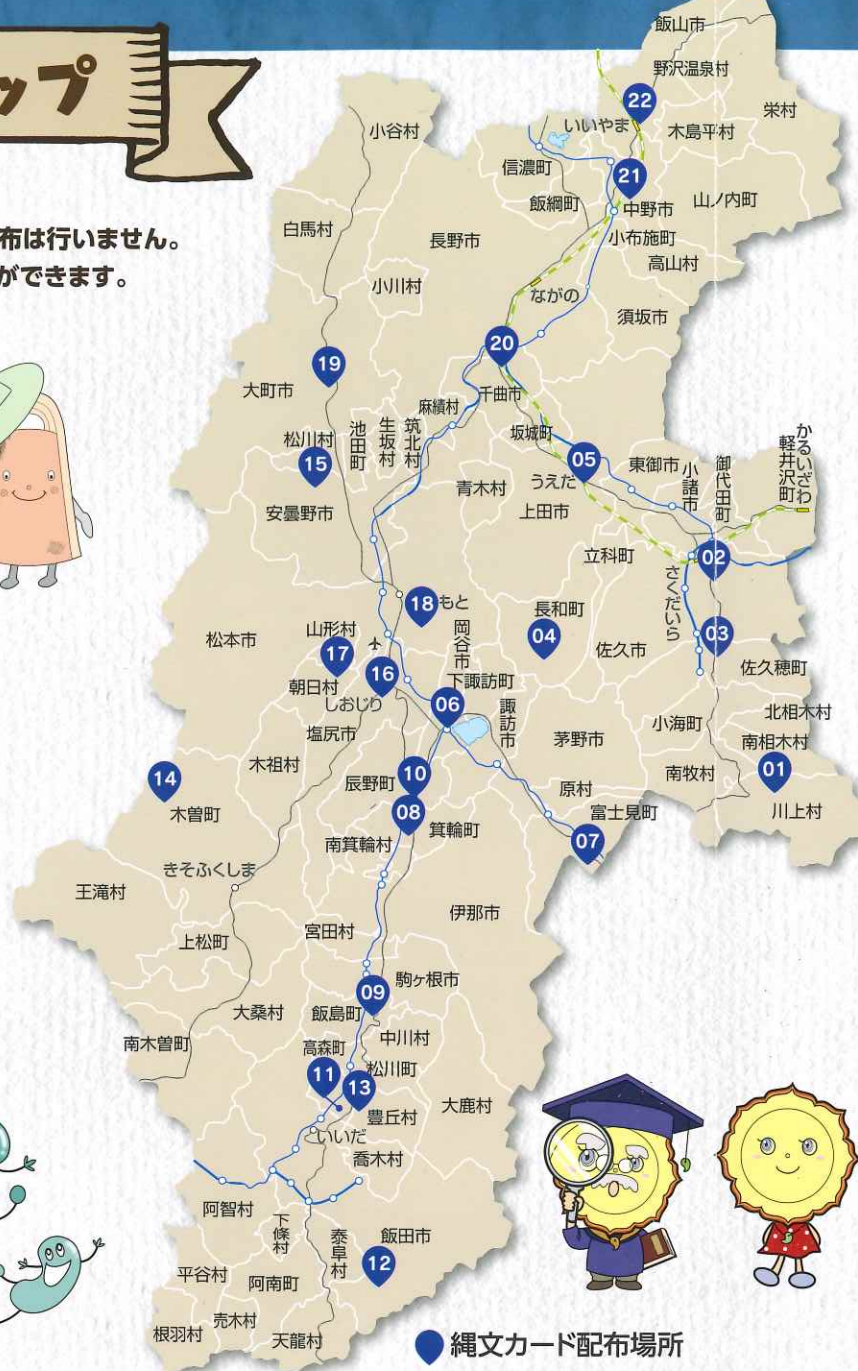 ップ
布は行いません。
ができます。
飯山市
野沢温泉村
22
栄村
いいやま
木島平村
小谷村
信濃町
21
飯綱町
中野市
山ノ内町
白馬村
長野市
小布施町
高山村
小川村
ながの
須坂市
20
19
大町市
千曲市
麻績村
筑北村
生坂村
池田町
坂城町
松川村
15
05
うえだ
東御市
小諸市
御代田町
軽井沢町
かるいざわ
青木村
上田市
安曇野市
立科町
02
さくだいら
18
もと
岡谷市
長和町
04
03
松本市
山形村
17
佐久市
佐久穂町
16
朝日村
しおじり
下諏訪町
06
諏訪市
塩尻市
小海町
北相木村
茅野市
南相木村
01
14
木祖村
10
辰野町
原村
南牧村
木曽町
08
箕輪町
富士見町
川上村
南箕輪村
07
きそふくしま
王滝村
伊那市
上松町
宮田村
駒ヶ根市
09
大桑村
飯島町
南木曽町
中川村
高森町
11
松川町
13
大鹿村
豊丘村
いいだ
喬木村
阿智村
下條村
泰阜村
飯田市
12
平谷村
阿南町
売木村
根羽村
天龍村
縄文カード配布場所